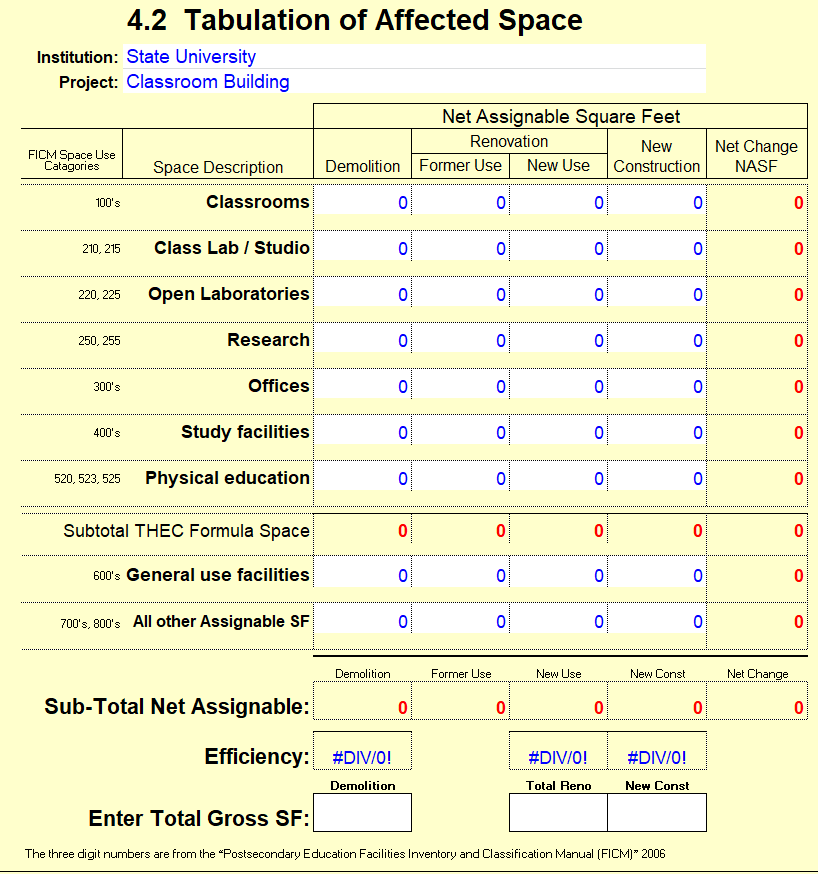 4.2 Tabulation of Affected Space
Institution: State University
Project: Classroom Building
Net Assignable Square Feet
FICM Space Use Catagories Space Description Demolition Renovation Former Use New Use New Construction Net Change NASF
100's Classrooms 0 0 0 0 0
210, 215 Class Lab / Studio 0 0 0 0 0
220, 225 Open Laboratories 0 0 0 0 0
250, 255 Research 0 0 0 0 0
300's Offices 0 0 0 0 0
400's Study facilities 0 0 0 0 0
520, 523, 525 Physical education 0 0 0 0 0
Subtotal THEC Formula Space 0 0 0 0 0
600's General use facilities 0 0 0 0 0
700's, 800's All other Assignable SF 0 0 0 0 0
Demolition Former Use New Use New Const Net Change
Sub-Total Net Assignable: 0 0 0 0 0
Efficiency: #DIV/0! #DIV/0! #DIV/0!
Demolition Total Reno New Const
Enter Total Gross SF:
The three digit numbers are from the “Postsecondary Education Facilities Inventory and Classification Manual (FICM)” 2006